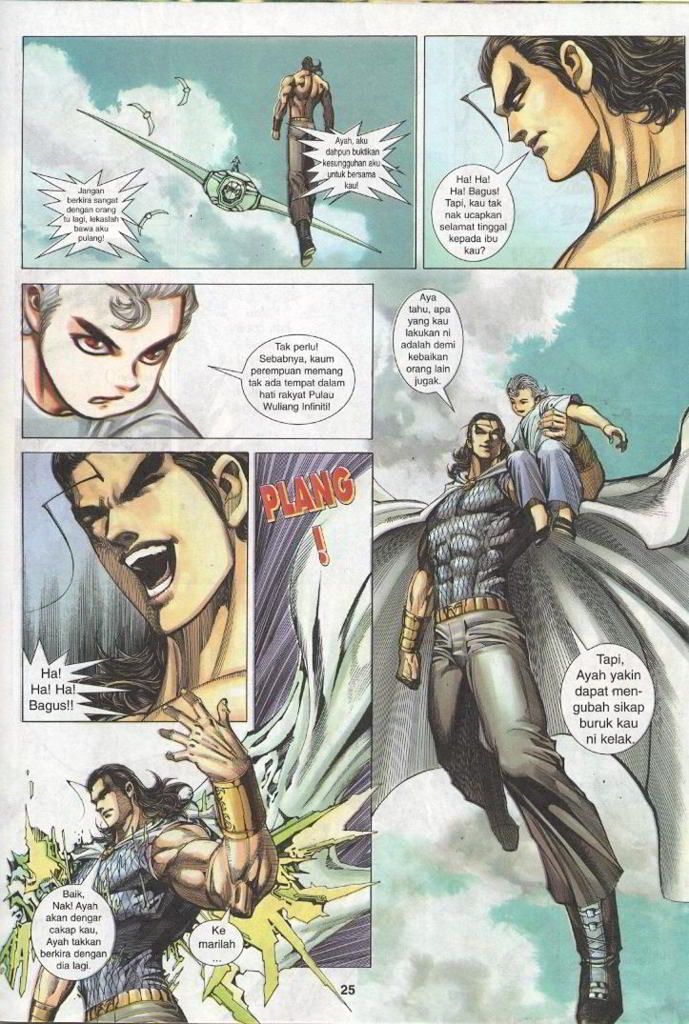 Jangan
berkira sangat
dengan orang
tu lagi, lekaslah
bawa aku
pulang!
Ayah, aku
dahpun buktikan
kesungguhan aku
untuk bersama
kau!
Ha! Ha!
Ha! Bagus!
Tapi, kau tak
nak ucapkan
selamat tinggal
kepada ibu
kau?
Tak perlu!
Sebabnya, kaum
perempuan memang
tak ada tempat dalam
hati rakyat Pulau
Wuliang Infiniti!
Aya
tahu, apa
yang kau
lakukan ni
adalah demi
kebaikan
orang lain
jugak.
Ha!
Ha! Ha!
Bagus!!
PLANG
!
Tapi,
Ayah yakin
dapat men-
gubah sikap
buruk kau
ni kelak.
Baik,
Nak! Ayah
akan dengar
cakap kau,
Ayah takkan
berkira dengan
dia lagi.
Ke
marilah
...
25